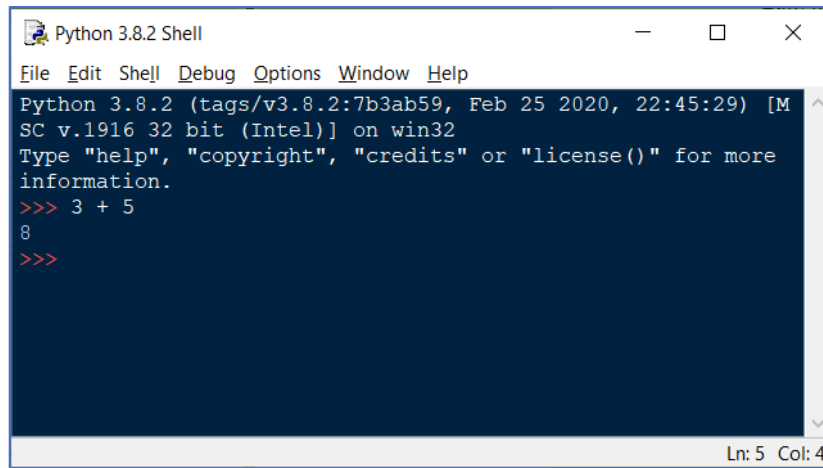 Python 3.8.2 Shell
File Edit Shell Debug Options Window Help
Python 3.8.2 (tags/v3.8.2:7b3ab59, Feb 25 2020, 22:45:29) [M
SC v.1916 32 bit (Intel)] on win32
Type "help", "copyright", "credits" or "license()" for more
information.
>>> 3 + 5
8
>>>
Ln: 5 Col: 4